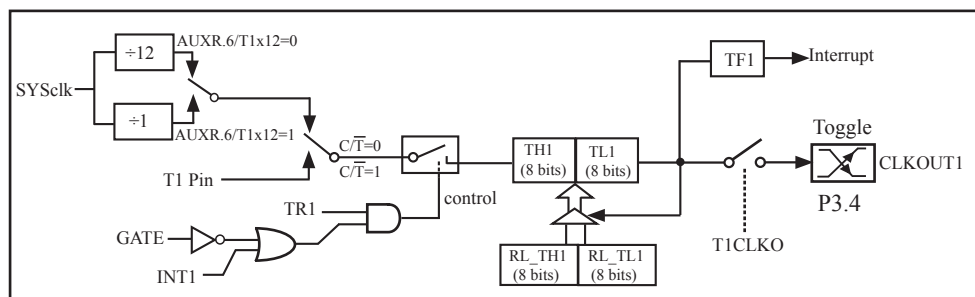 ÷12
AUXR.6/T1x12=0
SYSclk
÷1
AUXR.6/T1x12=1
C/T̅=0
C/T̅=1
T1 Pin
control
TR1
GATE
INT1
TH1
(8 bits)
TL1
(8 bits)
RL_TH1
(8 bits)
RL_TL1
(8 bits)
TF1
Interrupt
Toggle
CLKOUT1
P3.4
T1CLKO